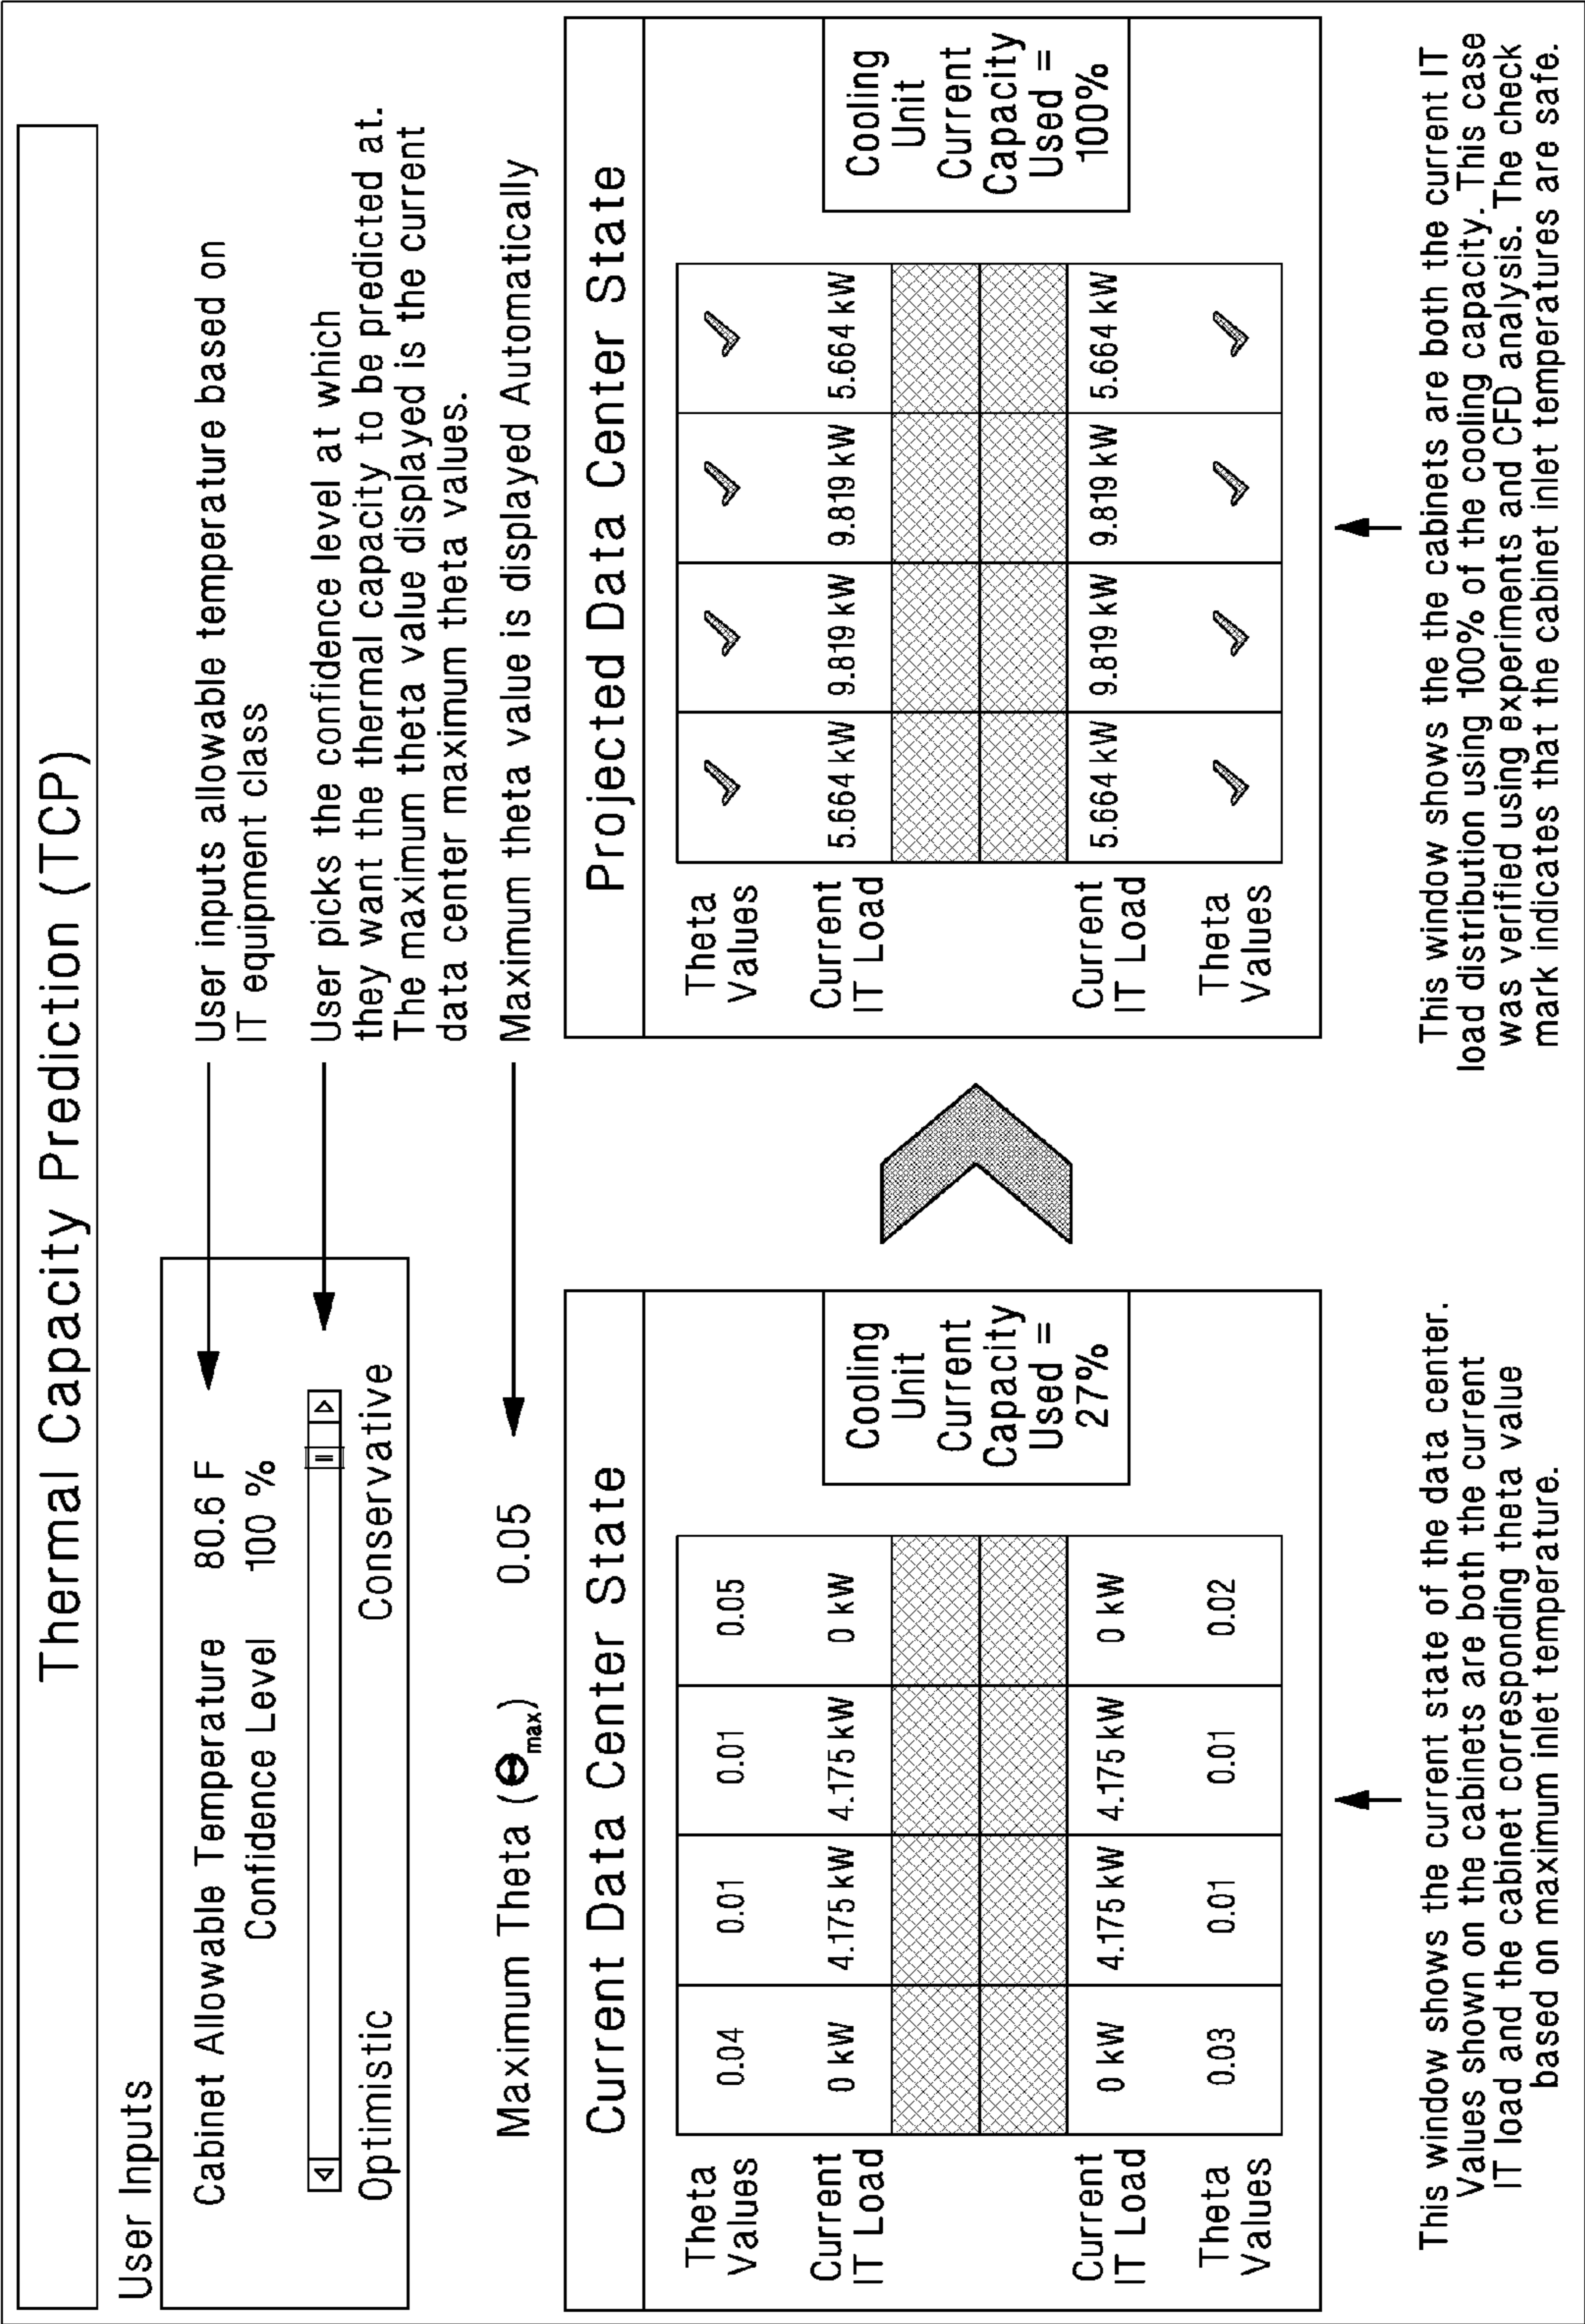 Thermal Capacity Prediction (TCP)
User Inputs
Cabinet Allowable Temperature 80.6 F
Confidence Level 100 %
Optimistic Conservative
User inputs allowable temperature based on
IT equipment class
User picks the confidence level at which
they want the thermal capacity to be predicted at.
The maximum theta value displayed is the current
data center maximum theta values.
Maximum Theta (Θmax) 0.05
Maximum theta value is displayed Automatically
Current Data Center State
Theta
Values
0.04 0.01 0.01 0.05
Current
IT Load
0 kW 4.175 kW 4.175 kW 0 kW
Current
IT Load
0 kW 4.175 kW 4.175 kW 0 kW
Theta
Values
0.03 0.01 0.01 0.02
Cooling
Unit
Current
Capacity
Used =
27%
This window shows the current state of the data center.
Values shown on the cabinets are both the current
IT load and the cabinet corresponding theta value
based on maximum inlet temperature.
Projected Data Center State
Theta
Values
✓ ✓ ✓ ✓
Current
IT Load
5.664 kW 9.819 kW 9.819 kW 5.664 kW
Current
IT Load
5.664 kW 9.819 kW 9.819 kW 5.664 kW
Theta
Values
✓ ✓ ✓ ✓
Cooling
Unit
Current
Capacity
Used =
100%
This window shows the the cabinets are both the current IT
load distribution using 100% of the cooling capacity. This case
was verified using experiments and CFD analysis. The check
mark indicates that the cabinet inlet temperatures are safe.